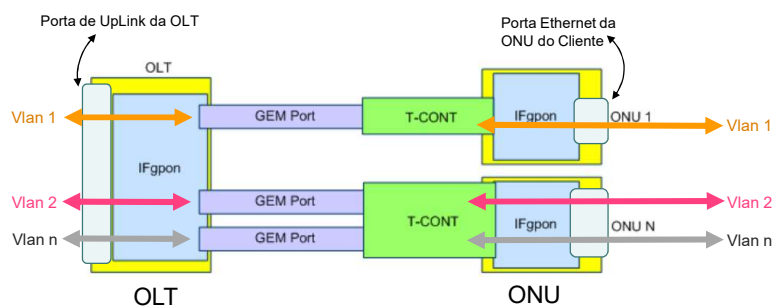 Porta de UpLink da OLT
Porta Ethernet da
ONU do Cliente
OLT
Vlan 1
GEM Port
T-CONT
IFgpon
ONU 1
Vlan 1
IFgpon
Vlan 2
GEM Port
T-CONT
IFgpon
Vlan 2
Vlan n
GEM Port
ONU N
Vlan n
OLT
ONU